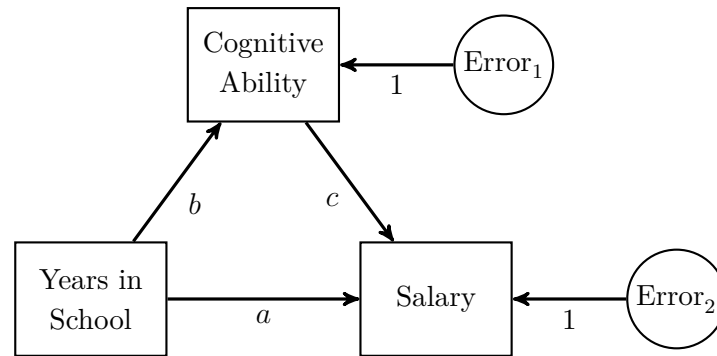 Cognitive
Ability
Error₁
1
b
c
Years in
School
a
Salary
1
Error₂